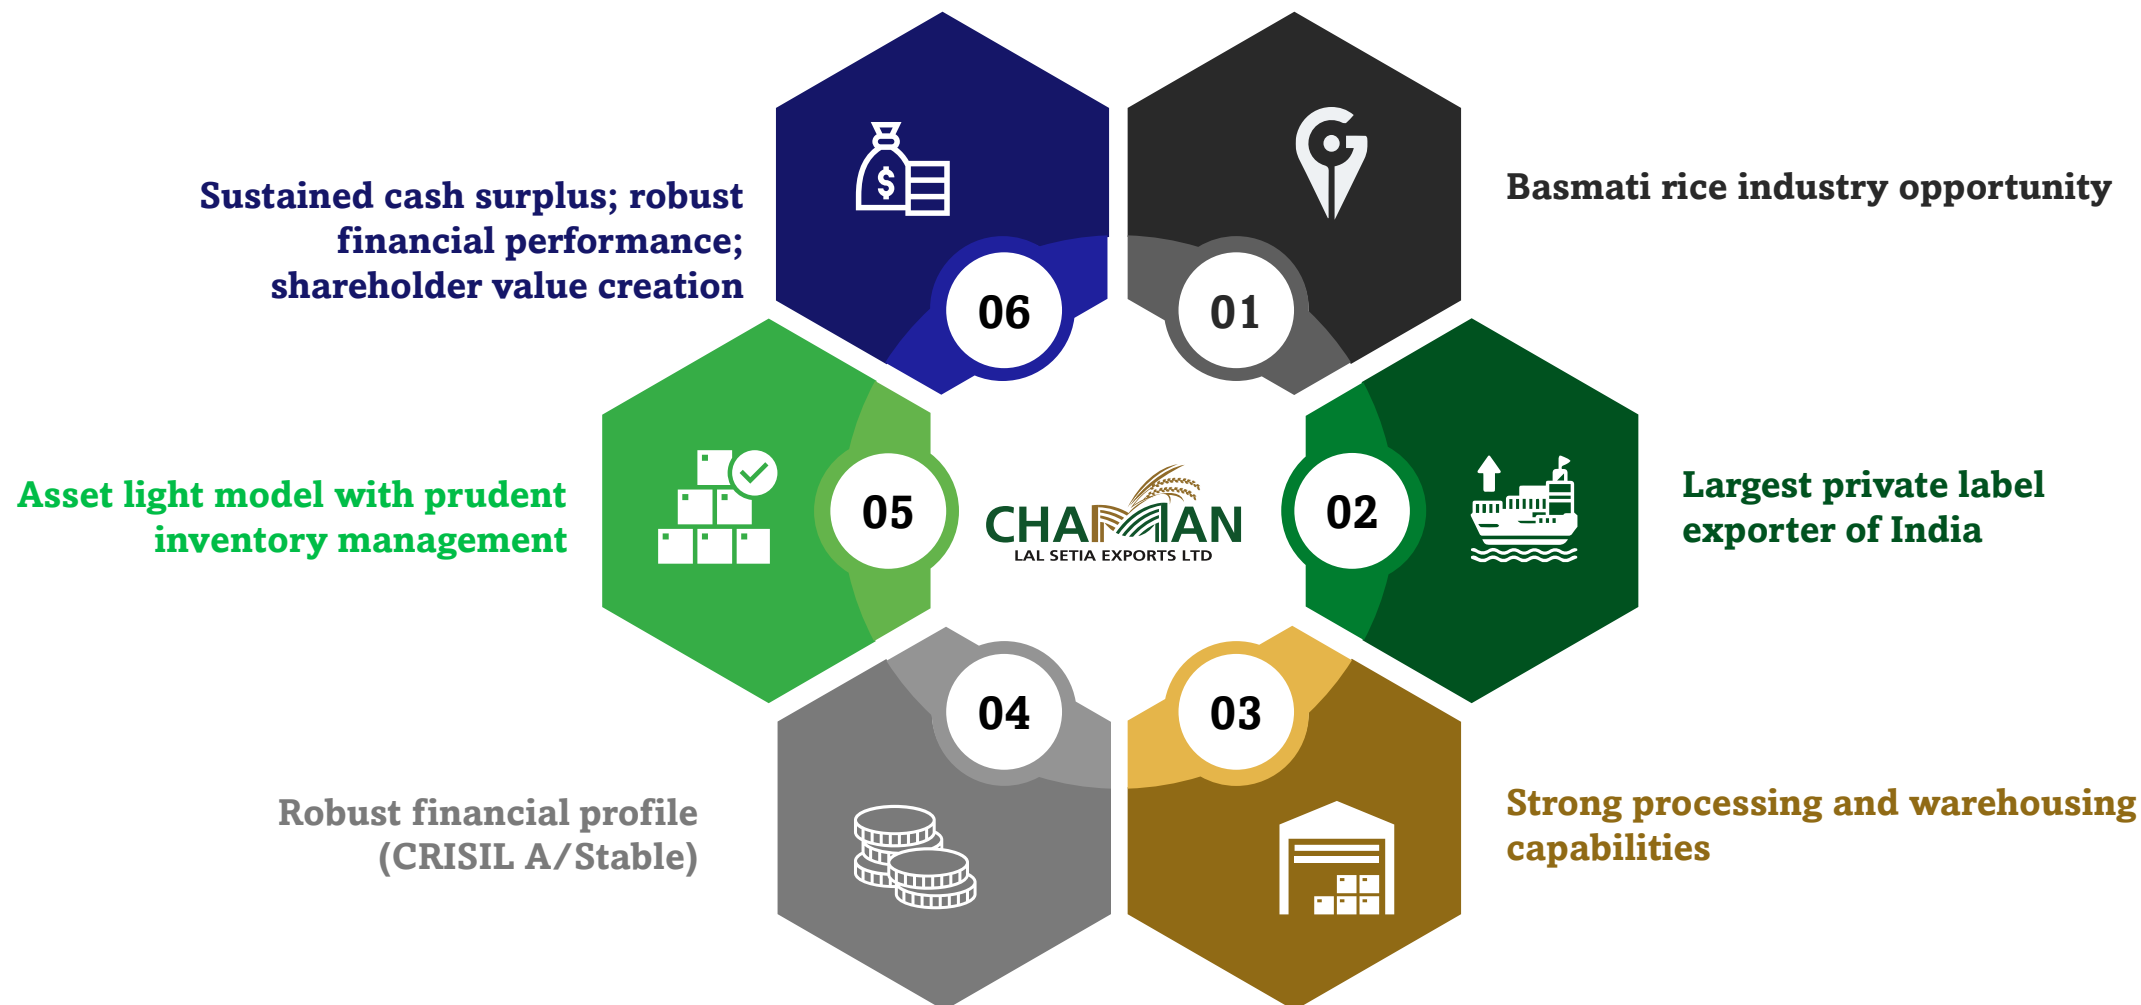 01
Basmati rice industry opportunity
02
Largest private label
exporter of India
03
Strong processing and warehousing
capabilities
04
Robust financial profile
(CRISIL A/Stable)
05
Asset light model with prudent
inventory management
06
Sustained cash surplus; robust
financial performance;
shareholder value creation
CHAMAN
LAL SETIA EXPORTS LTD
$